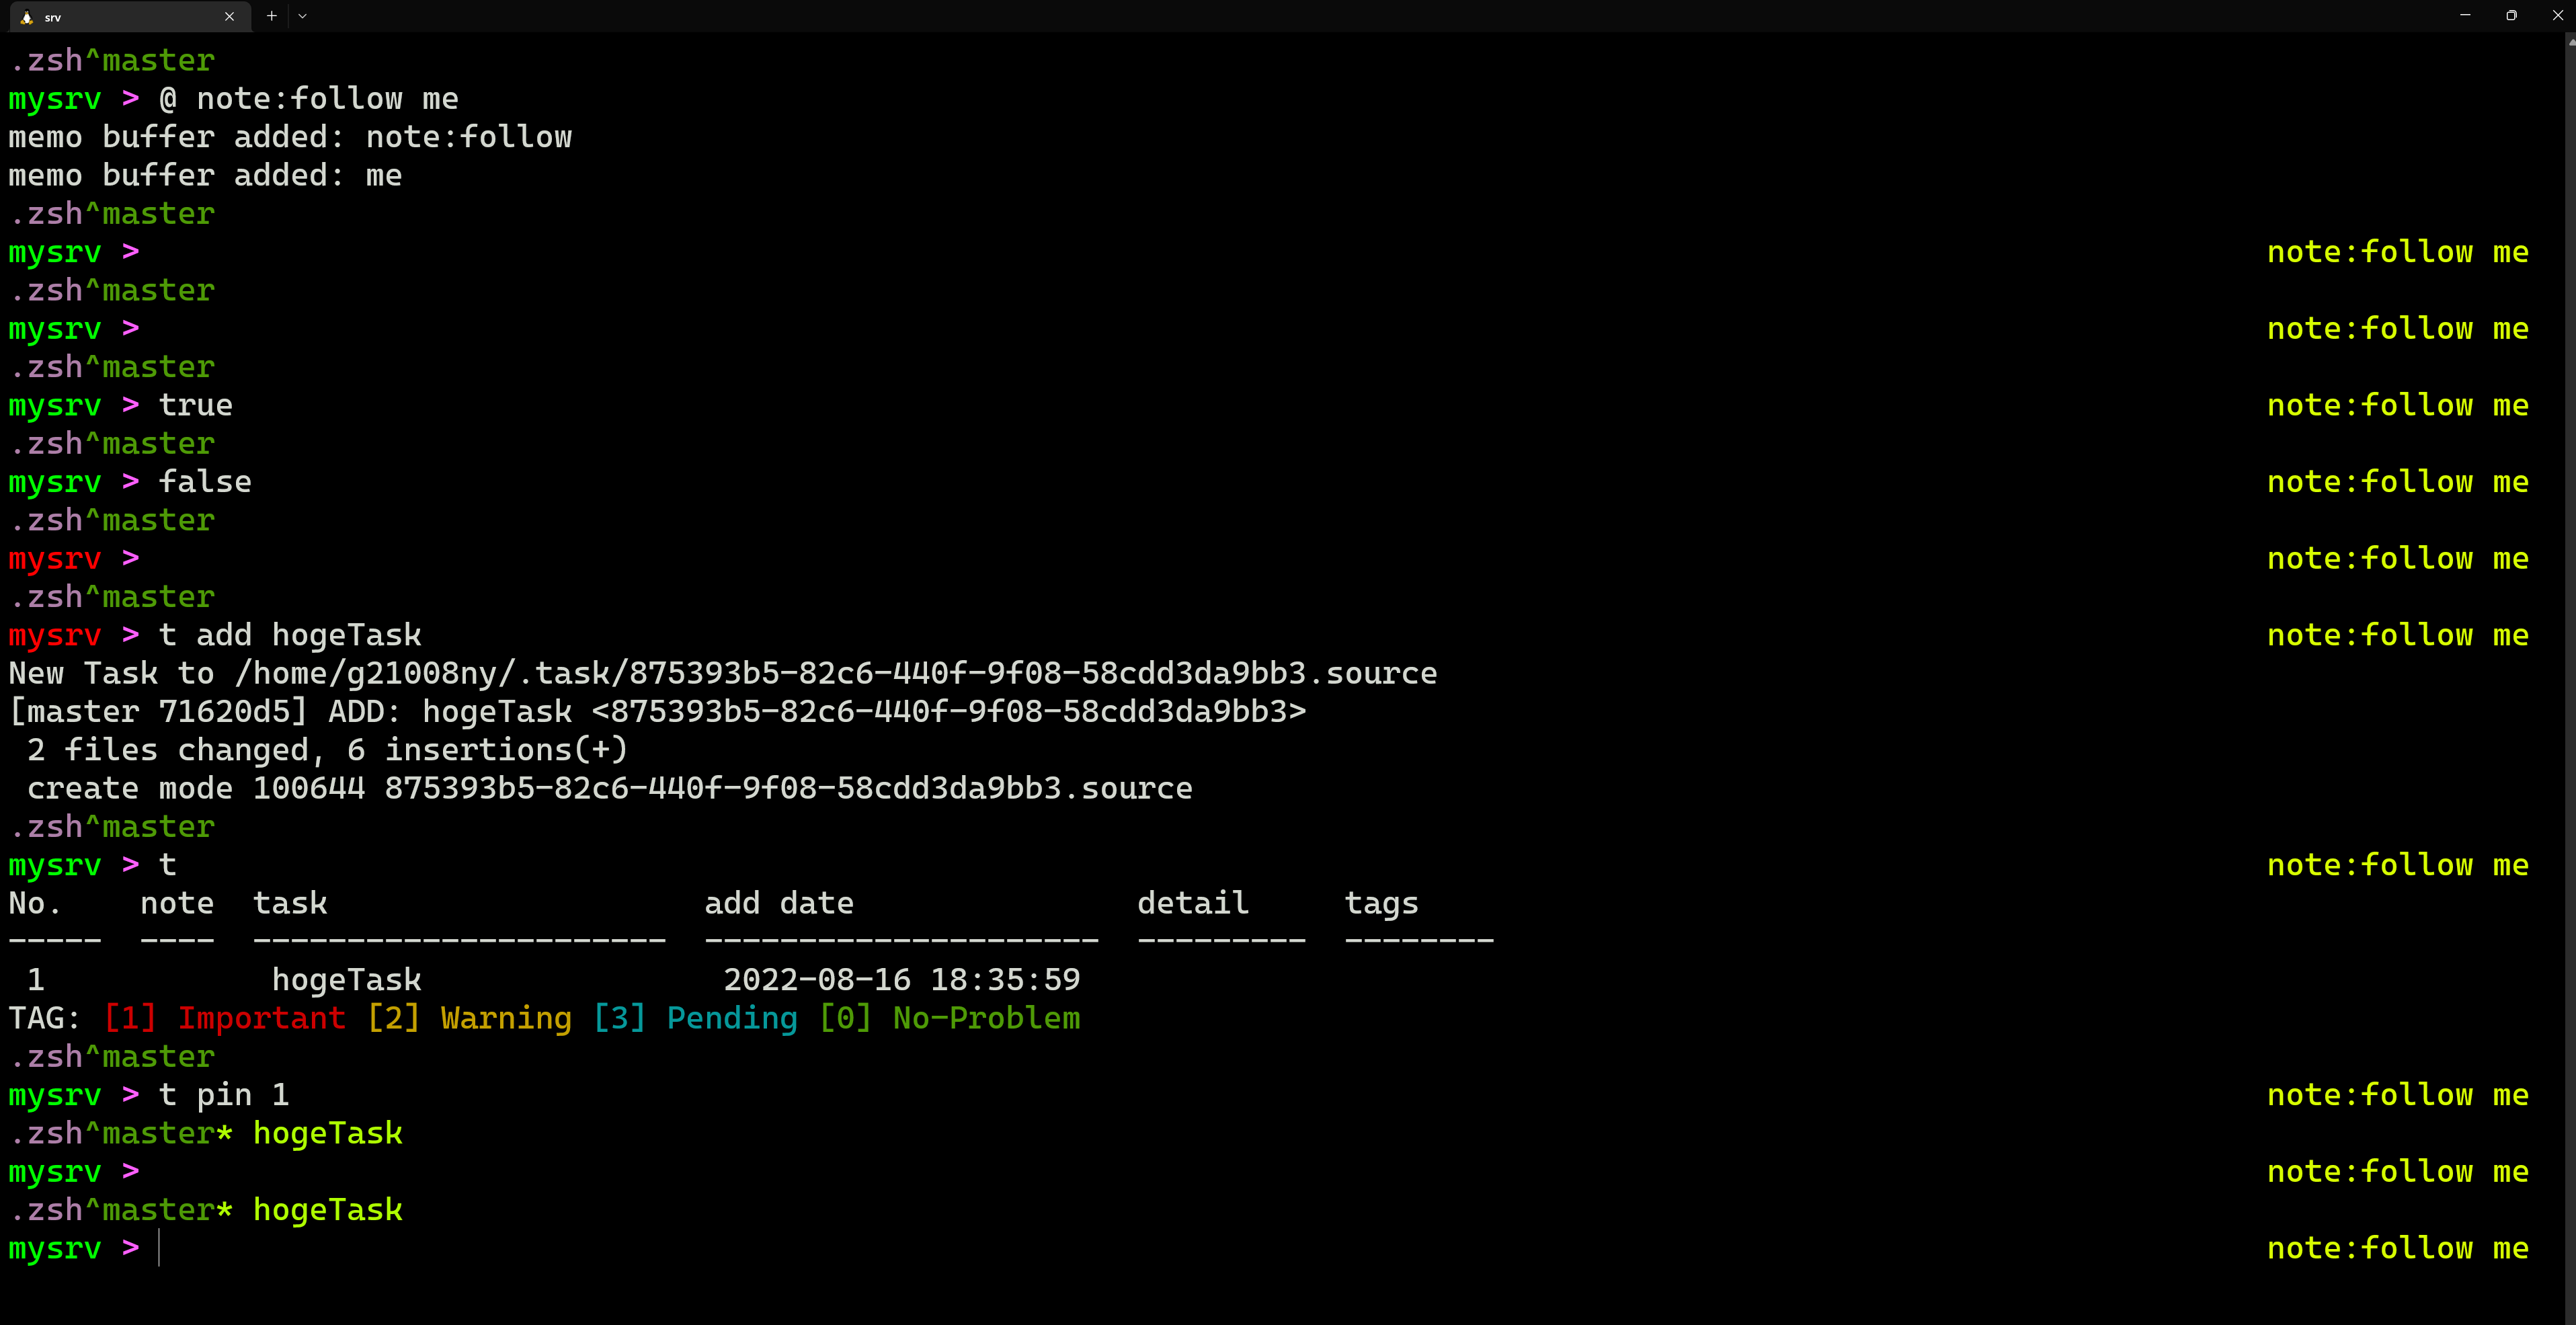 srv
.zsh^master
mysrv > @ note:follow me
memo buffer added: note:follow
memo buffer added: me
.zsh^master
mysrv > note:follow me
.zsh^master
mysrv > note:follow me
.zsh^master
mysrv > true note:follow me
.zsh^master
mysrv > false note:follow me
.zsh^master
mysrv > note:follow me
.zsh^master
mysrv > t add hogeTask note:follow me
New Task to /home/g21008ny/.task/875393b5-82c6-440f-9f08-58cdd3da9bb3.source
[master 71620d5] ADD: hogeTask <875393b5-82c6-440f-9f08-58cdd3da9bb3>
 2 files changed, 6 insertions(+)
 create mode 100644 875393b5-82c6-440f-9f08-58cdd3da9bb3.source
.zsh^master
mysrv > t note:follow me
No.    note  task                    add date               detail     tags
-----  ----  ----------------------  ---------------------  ---------  --------
 1            hogeTask                2022-08-16 18:35:59
TAG: [1] Important [2] Warning [3] Pending [0] No-Problem
.zsh^master
mysrv > t pin 1 note:follow me
.zsh^master* hogeTask
mysrv > note:follow me
.zsh^master* hogeTask
mysrv > note:follow me